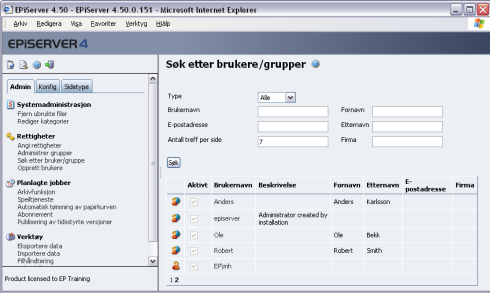 EPiServer 4.50 - EPiServer 4.50.0.151 - Microsoft Internet Explorer
Arkiv Redigera Visa Favoriter Verktyg Hjälp
EPiSERVER 4
Admin Konfig Sidetype
Systemadministrasjon
Fjern ubrukte filer
Rediger kategorier
Rettigheter
Angi rettigheter
Administrer grupper
Søk etter bruker/gruppe
Opprett brukere
Planlagte jobber
Arkivfunksjon
Speiltjeneste
Automatisk tømming av papirkurven
Abonnement
Publisering av tidsstyrte versjoner
Verktøy
Eksportere data
Importere data
Filhåndtering
Product licensed to EP Training
Søk etter brukere/grupper
Type Alle
Brukernavn Fornavn
E-postadresse Etternavn
Antall treff per side 7 Firma
Søk
Aktivt Brukernavn Beskrivelse Fornavn Etternavn E-postadresse Firma
Anders Anders Karlsson
episerver Administrator created by installation
Ole Ole Bekk
Robert Robert Smith
EP\jmh
1 2